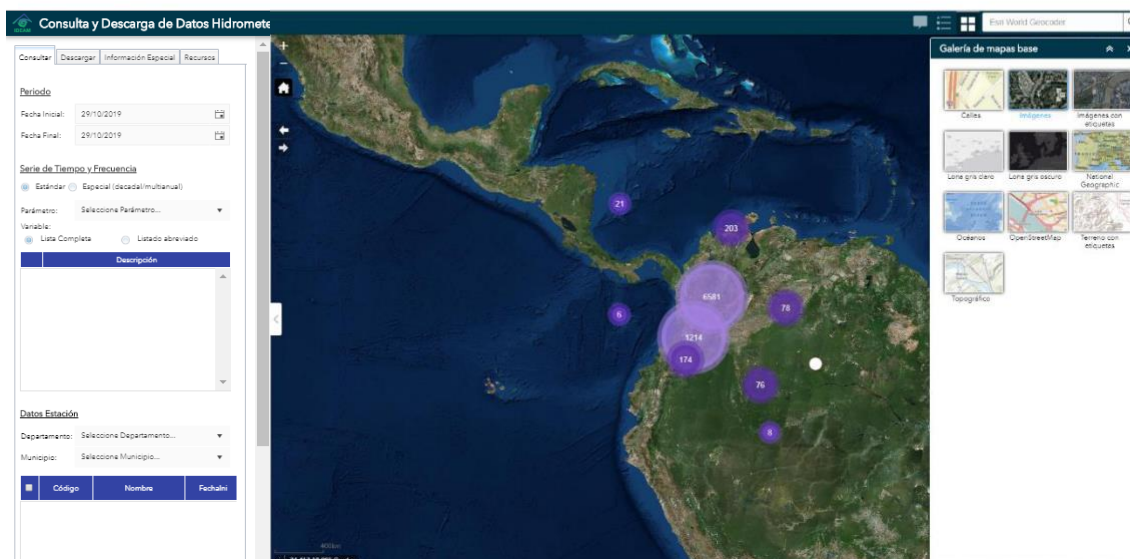 IDEAM
Consulta y Descarga de Datos Hidromete
Esri World Geocoder
Consultar Descargar Información Especial Recursos
Periodo
Fecha Inicial: 29/10/2019
Fecha Final: 29/10/2019
Serie de Tiempo y Frecuencia
Estándar Especial (decadal/multianual)
Parámetro: Seleccione Parámetro...
Variable:
Lista Completa Listado abreviado
Descripción
Datos Estación
Departamento: Seleccione Departamento...
Municipio: Seleccione Municipio...
Código Nombre FechaIni
21
203
6581
78
6
1214
174
76
8
400km
Galería de mapas base
Calles Imágenes Imágenes con
etiquetas
Lona gris claro Lona gris oscuro National
Geographic
Océanos OpenStreetMap Terreno con
etiquetas
Topográfico